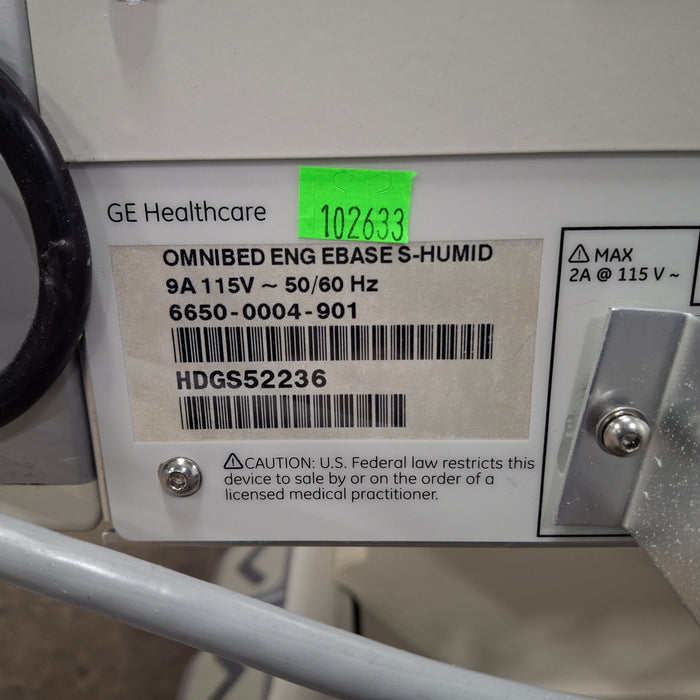 GE Healthcare
102633
OMNIBED ENG EBASE S-HUMID
9A 115V ~ 50/60 Hz
6650-0004-901
HDGS52236
⚠CAUTION: U.S. Federal law restricts this
device to sale by or on the order of a
licensed medical practitioner.
⚠ MAX
2A @ 115 V ~